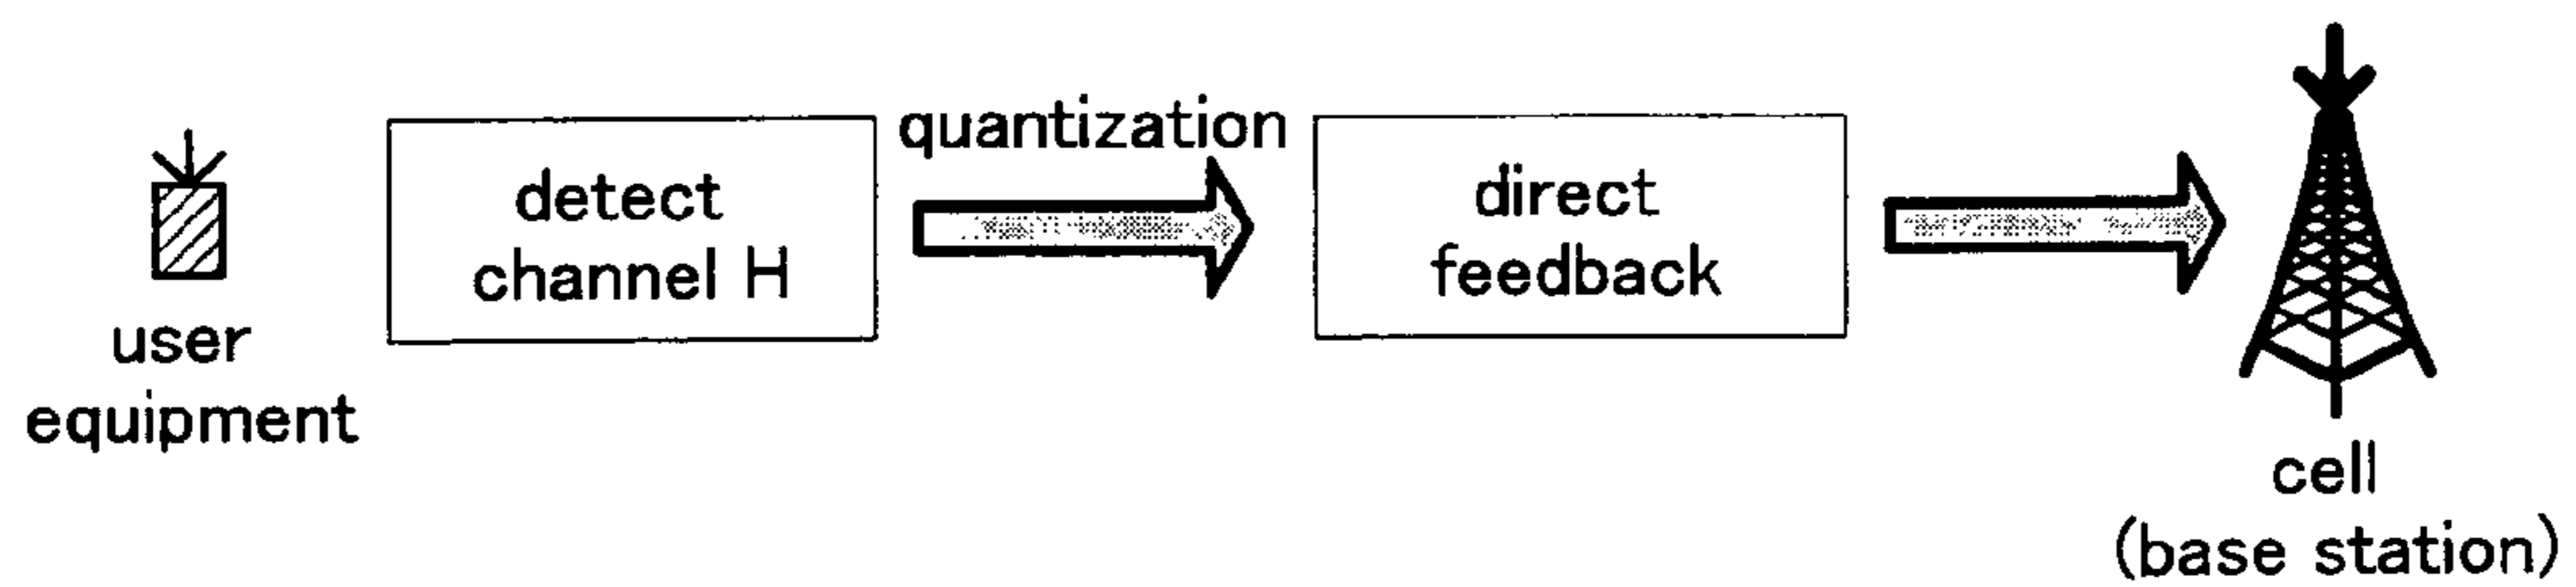 user
equipment
detect
channel H
quantization
direct
feedback
cell
(base station)